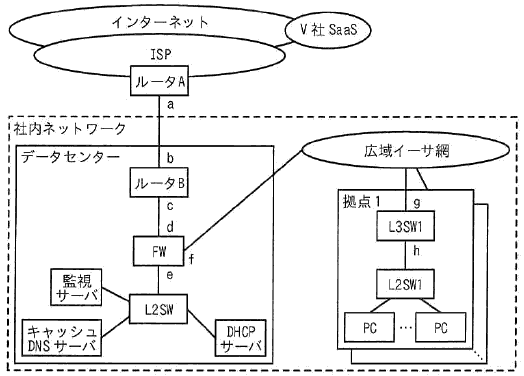 インターネット
V社SaaS
ISP
ルータA
a
社内ネットワーク
データセンター
b
ルータB
c
d
FW
f
e
監視
サーバ
L2SW
キャッシュ
DNSサーバ
DHCP
サーバ
広域イーサ網
拠点1
g
L3SW1
h
L2SW1
PC
…
PC